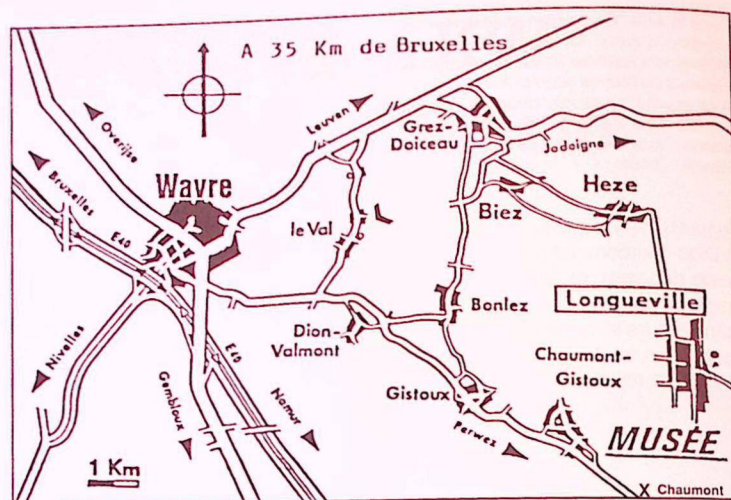 A 35 Km de Bruxelles
Overijse
Leuven
Grez-
Doiceau
Jodoigne
Bruxelles
Wavre
Heze
Biez
le Val
E40
Longueville
Bonlez
Nivelles
Dion-
Valmont
Chaumont-
Gistoux
E40
Gistoux
Gembloux
Namur
Perwez
MUSÉE
1 Km
X Chaumont